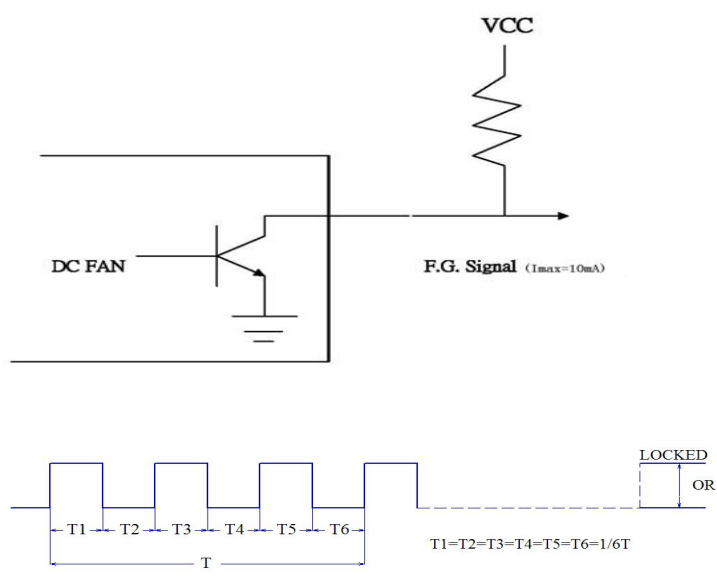 VCC
DC FAN
F.G. Signal (Imax=10mA)
LOCKED
OR
T1 T2 T3 T4 T5 T6
T1=T2=T3=T4=T5=T6=1/6T
T